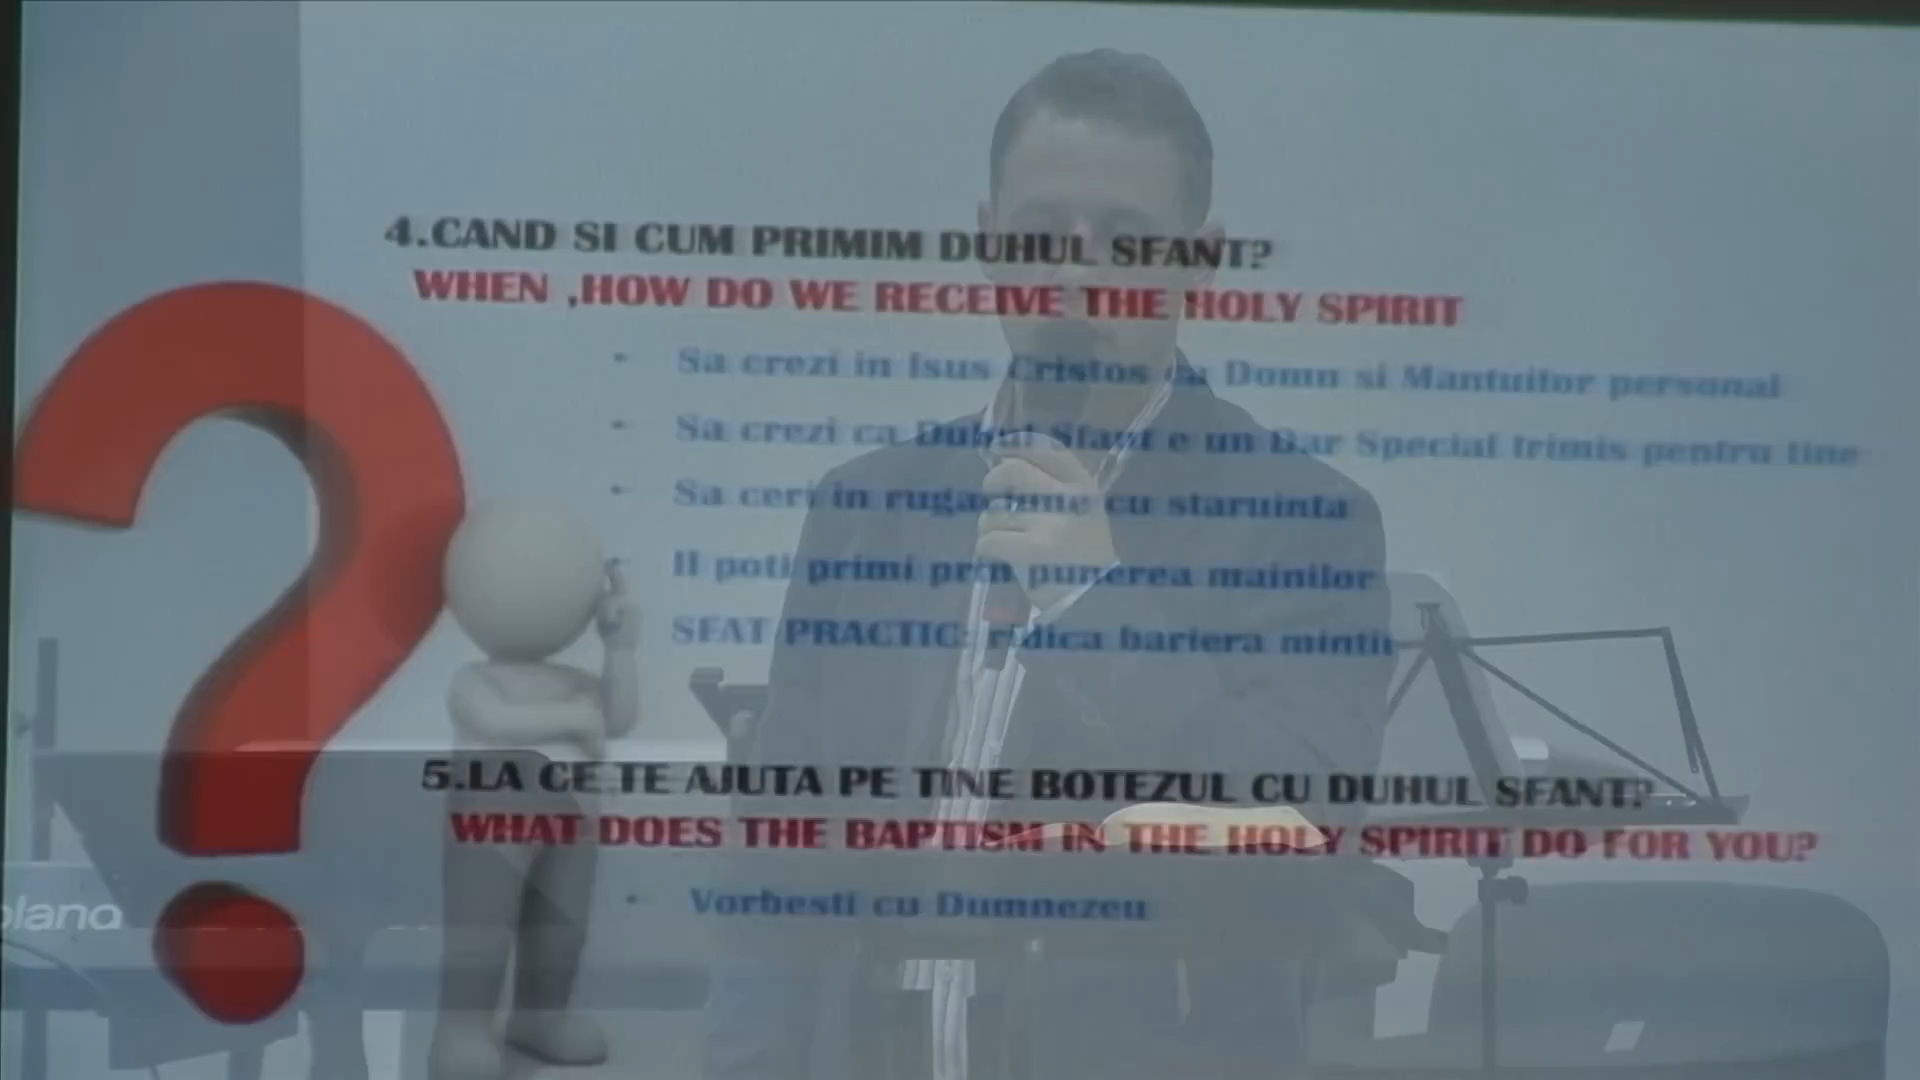 4.CAND SI CUM PRIMIM DUHUL SFANT?
WHEN ,HOW DO WE RECEIVE THE HOLY SPIRIT
- Sa crezi in Isus Cristos ca Domn si Mantuitor personal
- Sa crezi ca Duhul Sfant e un Dar Special trimis pentru tine
- Sa ceri in rugaciune cu staruinta
- Il poti primi prin punerea mainilor
SFAT PRACTIC: ridica bariera mintii
5.LA CE TE AJUTA PE TINE BOTEZUL CU DUHUL SFANT?
WHAT DOES THE BAPTISM IN THE HOLY SPIRIT DO FOR YOU?
- Vorbesti cu Dumnezeu